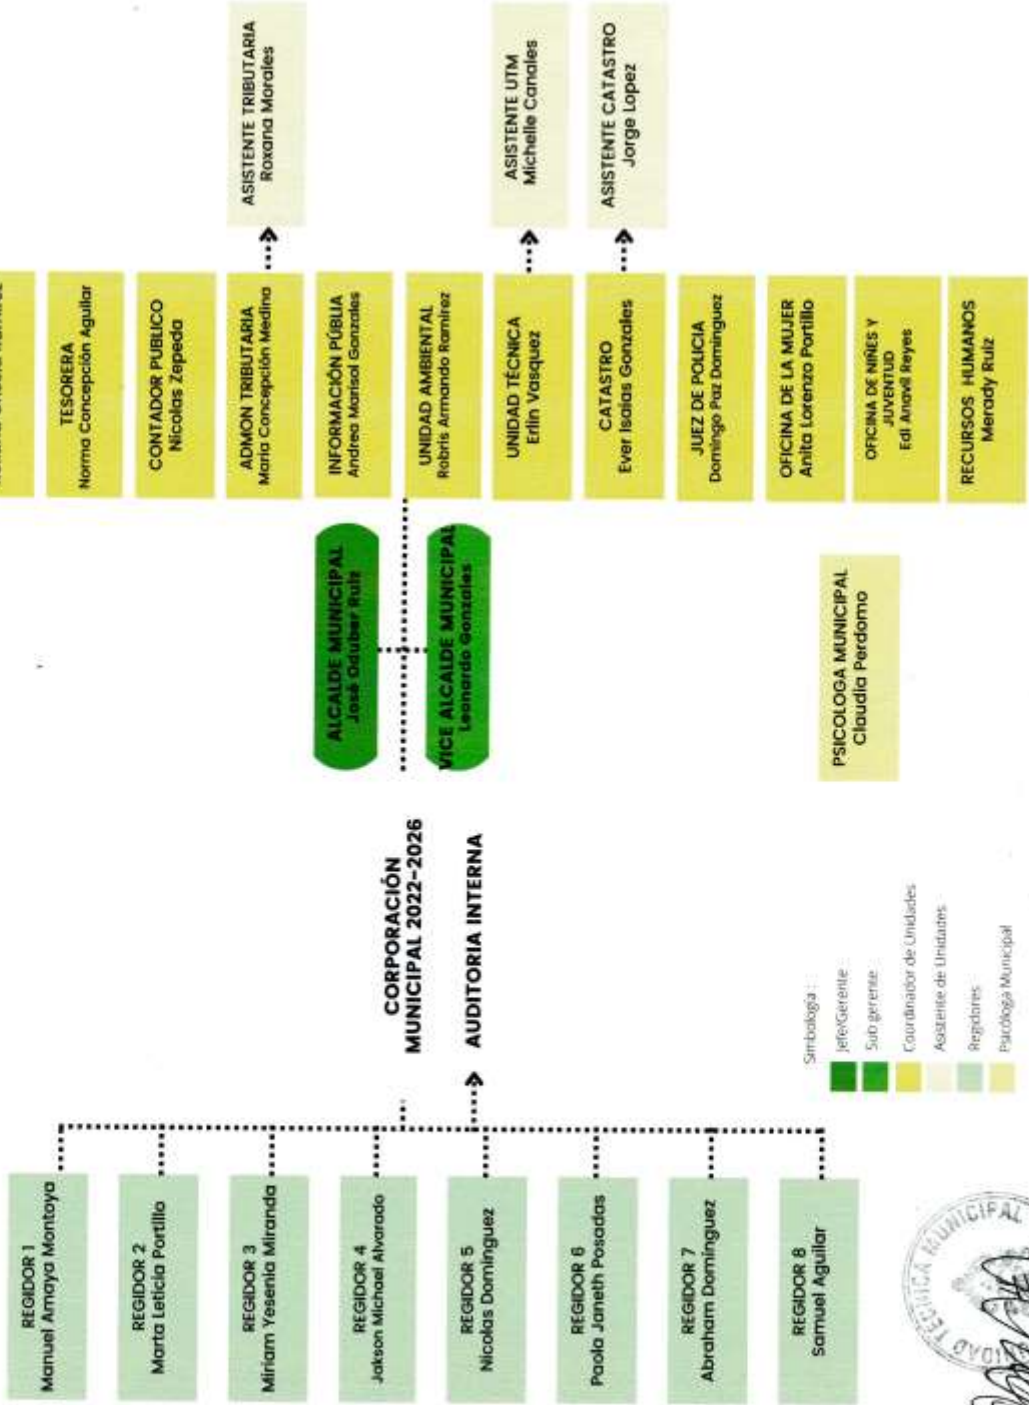 REGIDOR 1
Manuel Amaya Montoya
REGIDOR 2
Marta Leticia Portillo
REGIDOR 3
Miriam Yesenia Miranda
REGIDOR 4
Jakson Michael Alvarado
REGIDOR 5
Nicolas Dominguez
REGIDOR 6
Paola Janeth Posadas
REGIDOR 7
Abraham Dominguez
REGIDOR 8
Samuel Aguilar
CORPORACIÓN
MUNICIPAL 2022-2026
AUDITORIA INTERNA
ALCALDE MUNICIPAL
José Oduber Ruiz
VICE ALCALDE MUNICIPAL
Leonardo Gonzales
PSICOLOGA MUNICIPAL
Claudia Perdomo
TESORERA
Norma Concepción Aguilar
CONTADOR PUBLICO
Nicolas Zepeda
ADMON TRIBUTARIA
Maria Concepción Medina
INFORMACIÓN PÚBLIA
Andrea Marisol Gonzales
UNIDAD AMBIENTAL
Robris Armando Ramirez
UNIDAD TÉCNICA
Erlin Vasquez
CATASTRO
Ever Isaias Gonzales
JUEZ DE POLICIA
Domingo Paz Dominguez
OFICINA DE LA MUJER
Anita Lorenzo Portillo
OFICINA DE NIÑES Y
JUVENTUD
Edi Anavil Reyes
RECURSOS HUMANOS
Merady Ruiz
ASISTENTE TRIBUTARIA
Roxana Morales
ASISTENTE UTM
Michelle Canales
ASISTENTE CATASTRO
Jorge Lopez
Simbología :
Jefe/Gerente :
Sub gerente :
Coordinador de Unidades
Asistente de Unidades
Regidores
Psicóloga Municipal
TECNICA MUNICIPAL